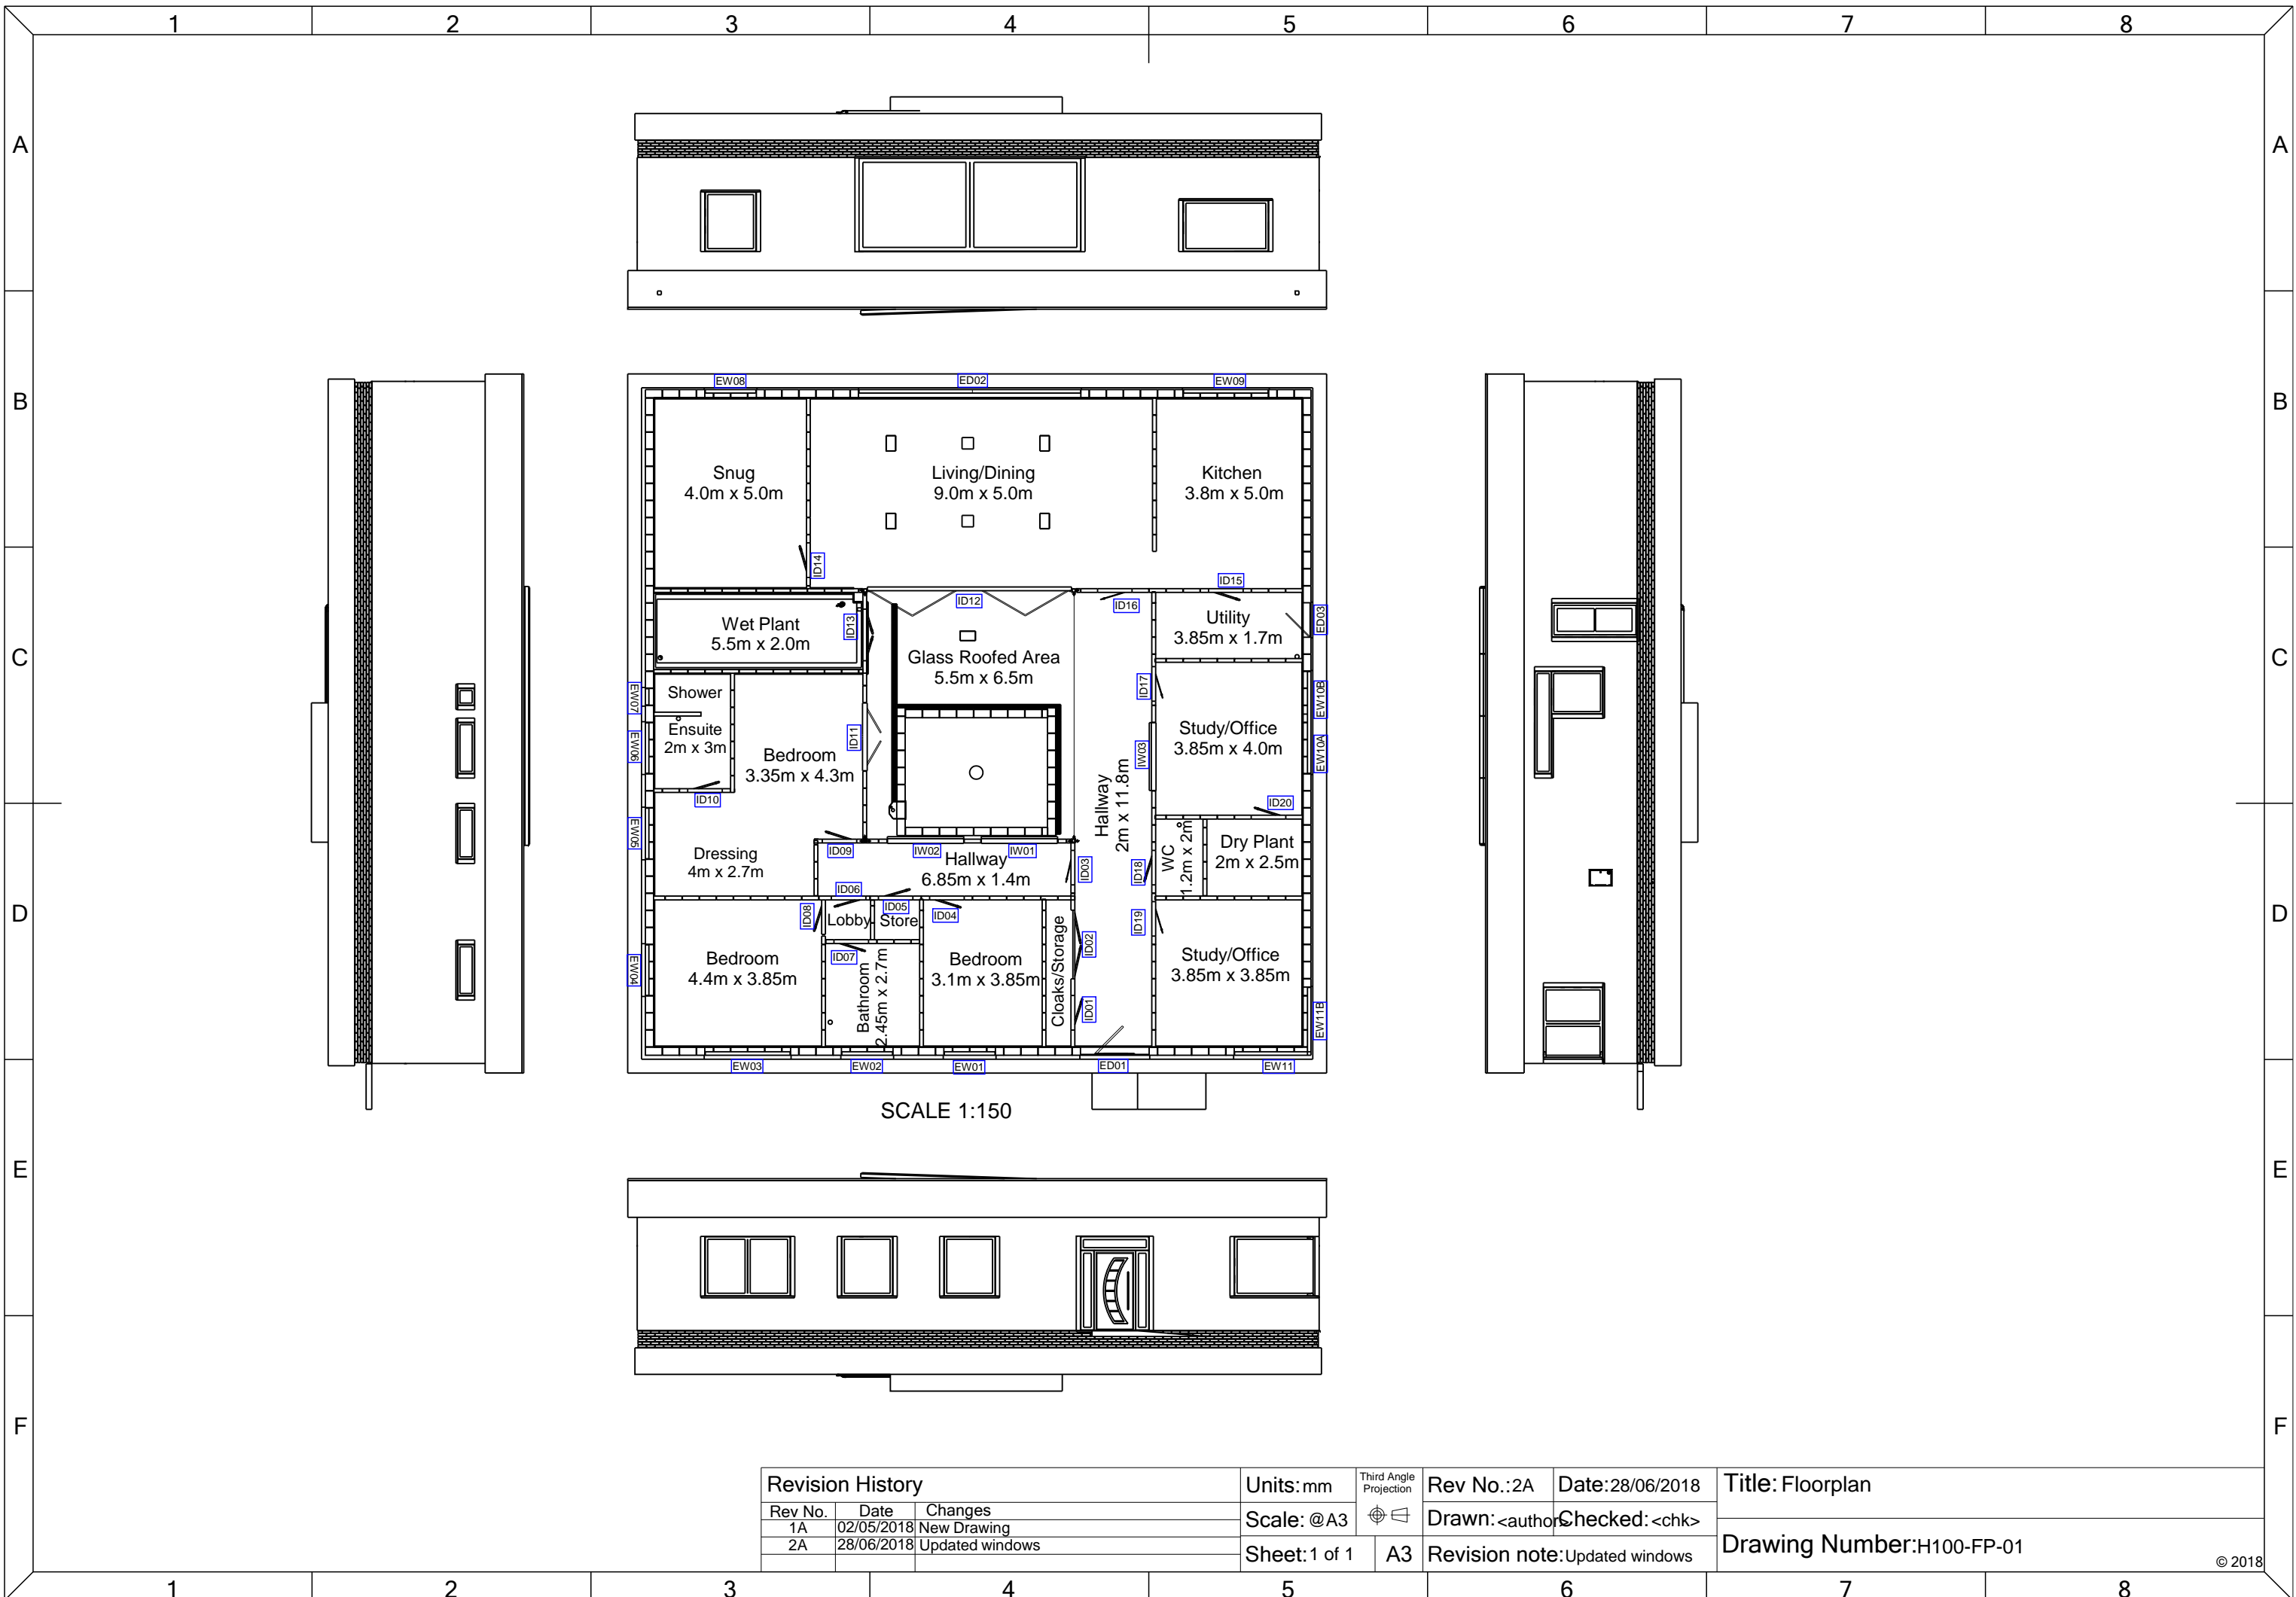 1 2 3 4 5 6 7 8
A A
B B
C C
D D
E E
F F
EW08 ED02 EW09
Snug
4.0m x 5.0m
Living/Dining
9.0m x 5.0m
Kitchen
3.8m x 5.0m
ID14
ID15
ID12
ID16
ID13
Wet Plant
5.5m x 2.0m
Utility
3.85m x 1.7m
ED03
Glass Roofed Area
5.5m x 6.5m
Shower
EW07
ID17
EW10B
Ensuite
2m x 3m
EW06
ID11
Bedroom
3.35m x 4.3m
IW03
Study/Office
3.85m x 4.0m
EW10A
ID10
Hallway
2m x 11.8m
ID20
EW05
Dressing
4m x 2.7m
ID09
IW02
IW01
Hallway
6.85m x 1.4m
ID03
ID18
WC
1.2m x 2m
Dry Plant
2m x 2.5m
ID06
ID05
ID04
ID08
Lobby
Store
ID19
ID07
ID02
EW04
Bedroom
4.4m x 3.85m
Bathroom
2.45m x 2.7m
Bedroom
3.1m x 3.85m
Cloaks/Storage
Study/Office
3.85m x 3.85m
ID01
EW11B
EW03 EW02 EW01 ED01 EW11
SCALE 1:150
Revision History
Rev No. Date Changes
1A 02/05/2018 New Drawing
2A 28/06/2018 Updated windows
Units: mm
Third Angle
Projection
Scale: @A3
Sheet: 1 of 1 A3
Rev No.: 2A Date: 28/06/2018
Drawn: <author> Checked: <chk>
Revision note: Updated windows
Title: Floorplan
Drawing Number: H100-FP-01
© 2018
1 2 3 4 5 6 7 8